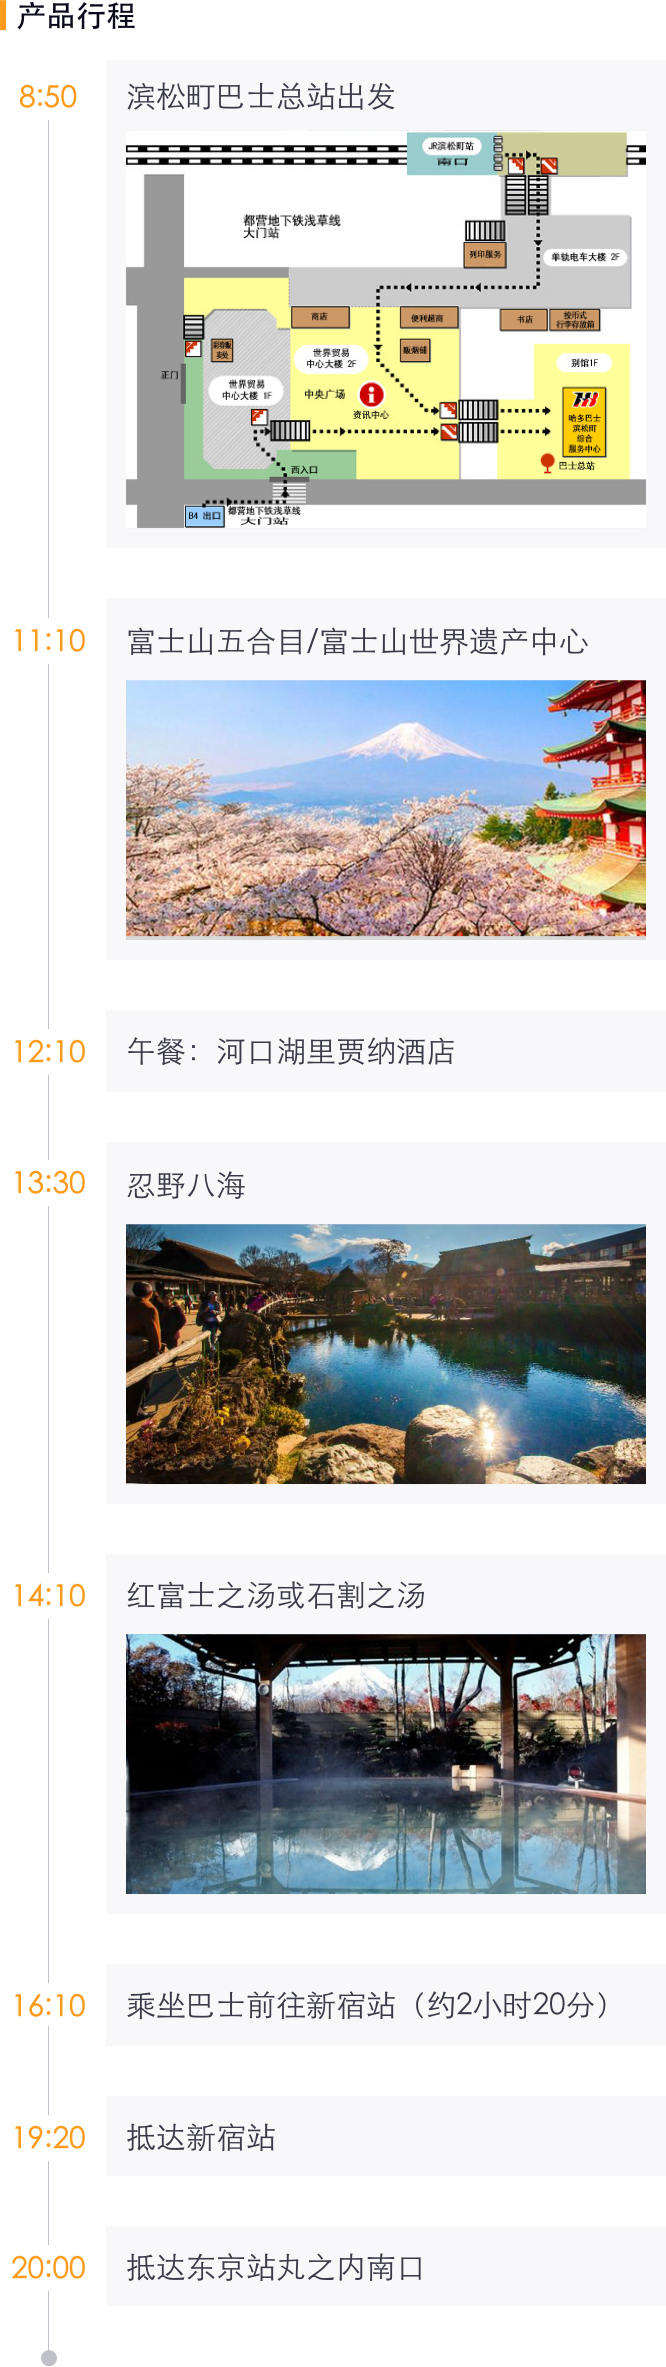 产品行程
8:50
滨松町巴士总站出发
JR滨松町站
南口
都营地下铁浅草线
大门站
列印服务
单轨电车大楼 2F
商店
便利超商
书店
投币式
行李存放箱
世界贸易
中心大楼 2F
别馆1F
正门
世界贸易
中心大楼 1F
中央广场
资讯中心
哈多巴士
滨松町
综合
服务中心
巴士总站
西入口
B4 出口
都营地下铁浅草线
大门站
11:10
富士山五合目/富士山世界遗产中心
12:10
午餐：河口湖里贾纳酒店
13:30
忍野八海
14:10
红富士之汤或石割之汤
16:10
乘坐巴士前往新宿站（约2小时20分）
19:20
抵达新宿站
20:00
抵达东京站丸之内南口